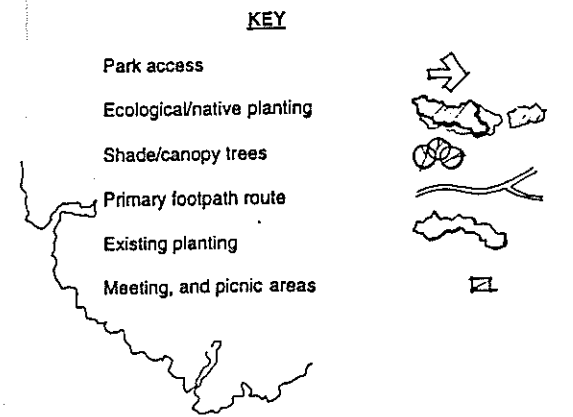 KEY
Park access
Ecological/native planting
Shade/canopy trees
Primary footpath route
Existing planting
Meeting, and picnic areas